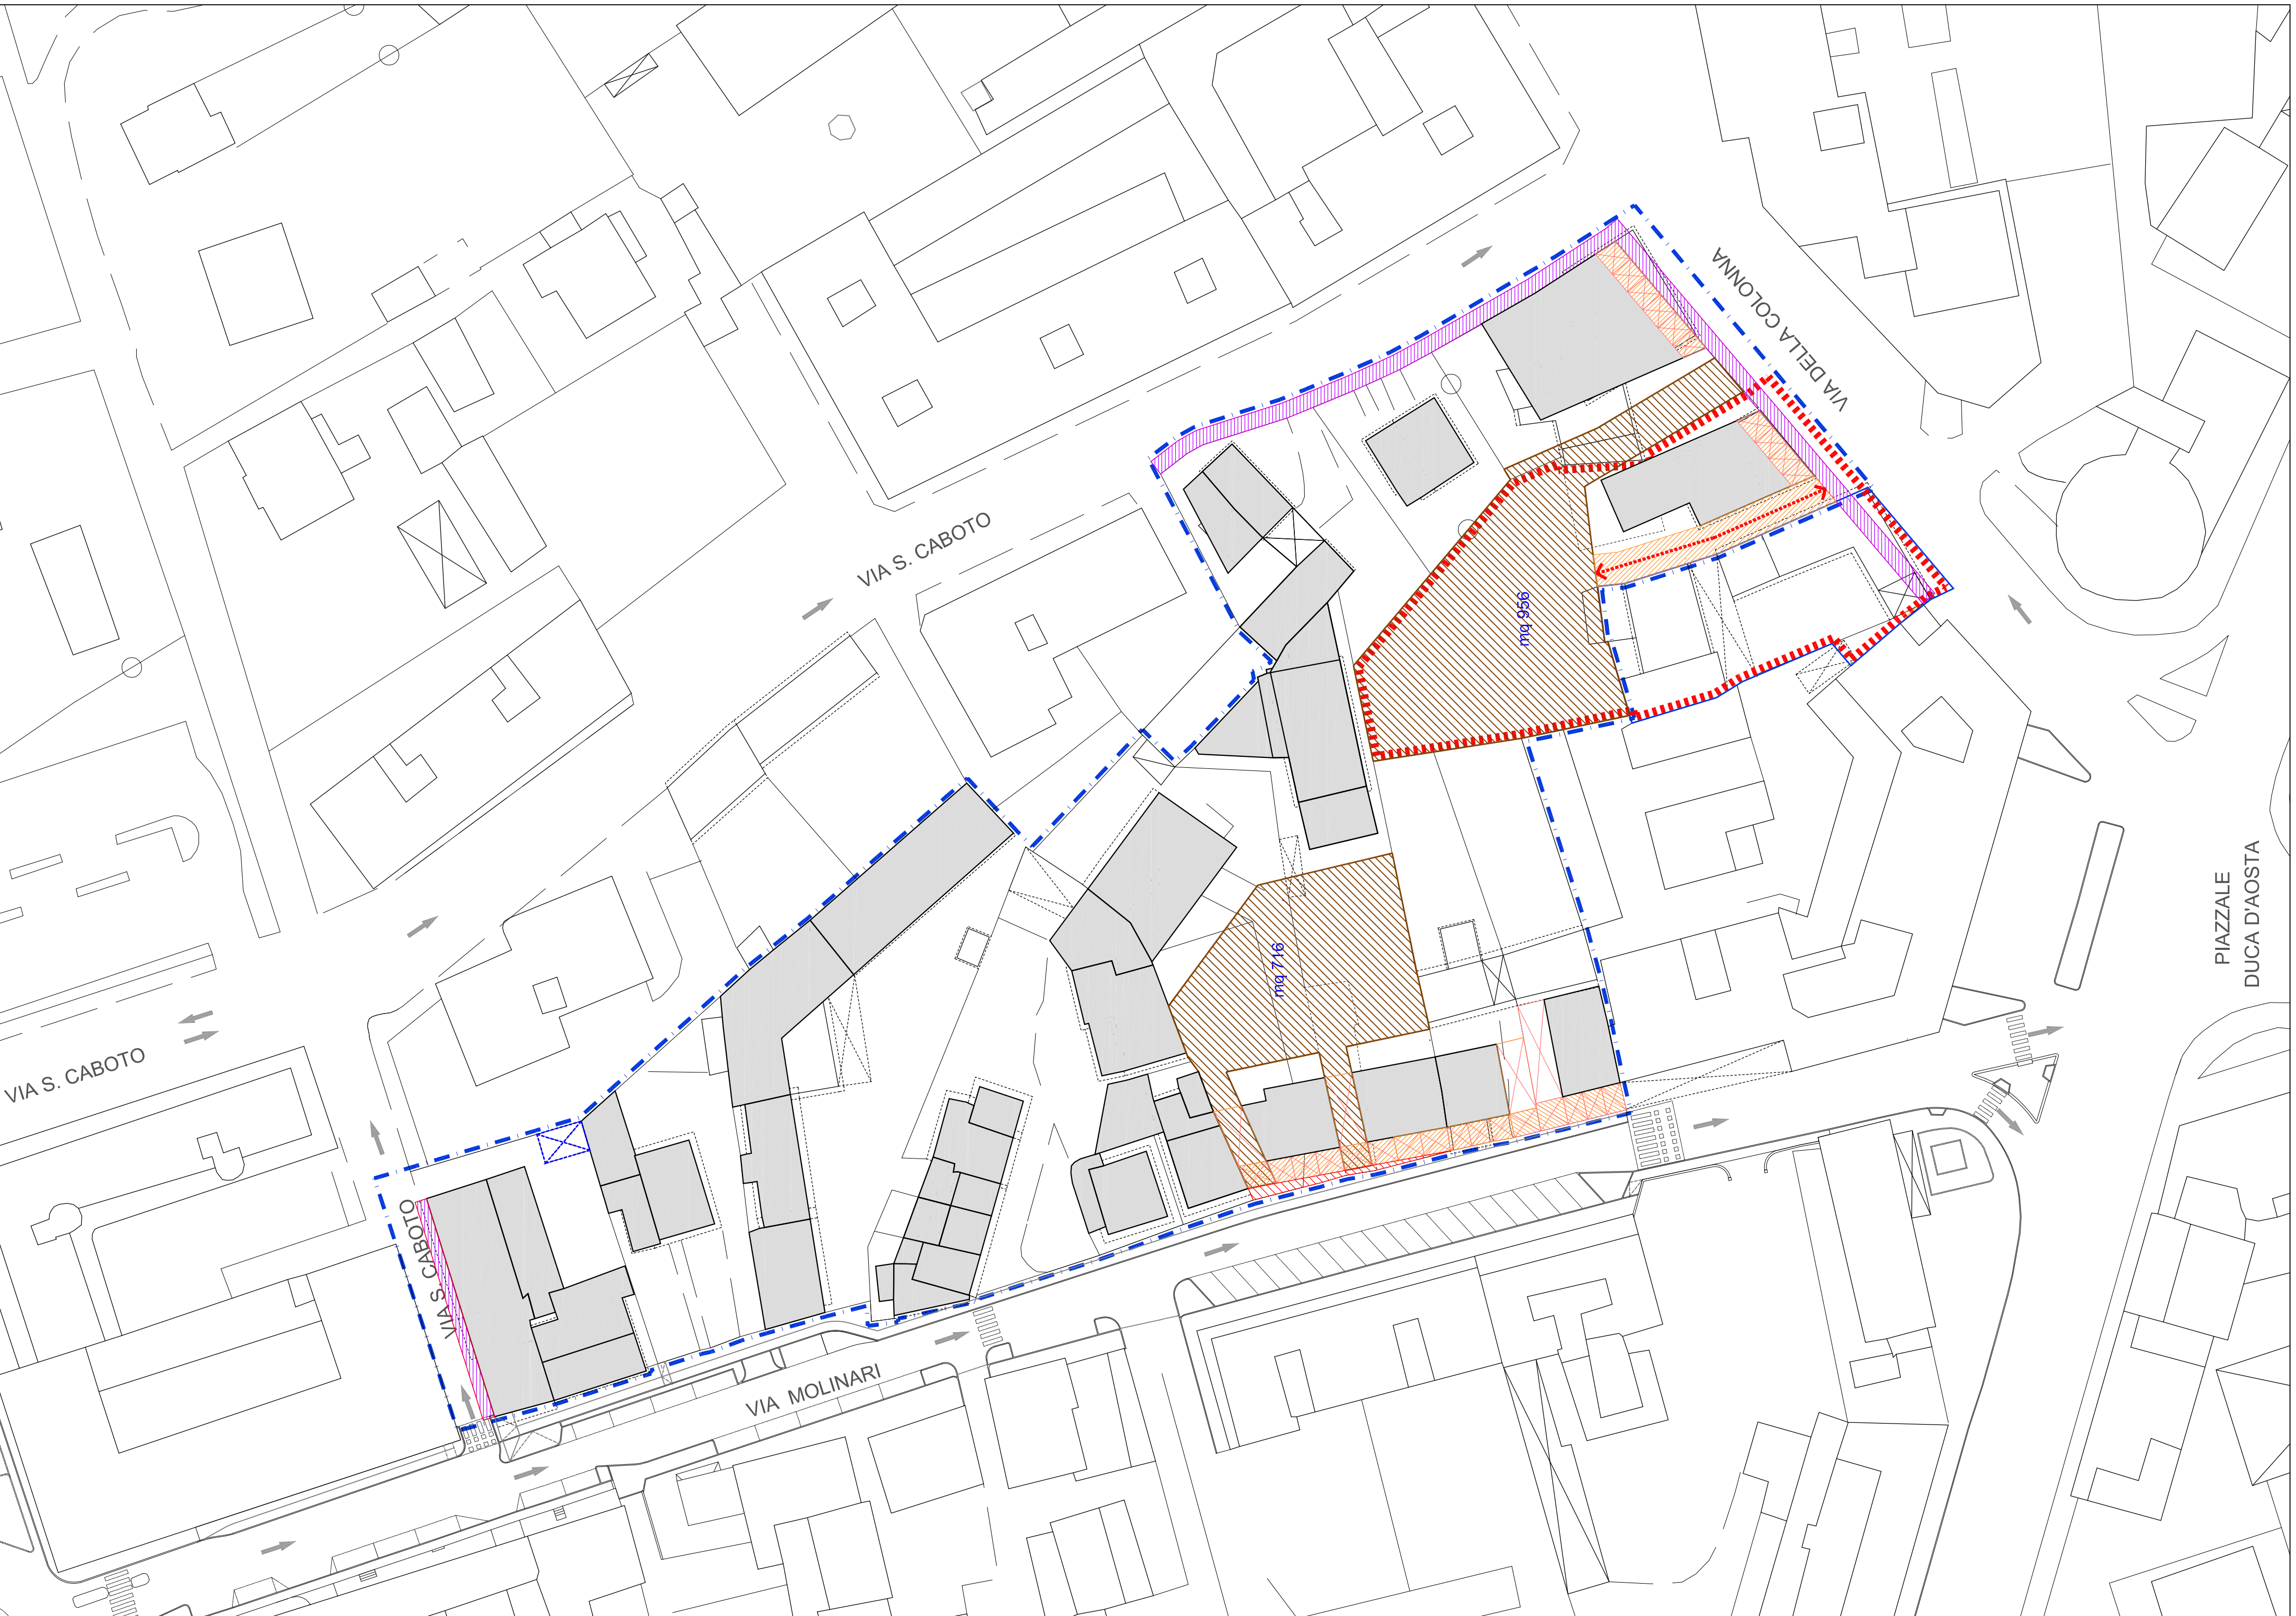 VIA DELLA COLONNA
VIA S. CABOTO
mq 956
PIAZZALE
DUCA D'AOSTA
mq 716
VIA S. CABOTO
VIA S. CABOTO
VIA MOLINARI